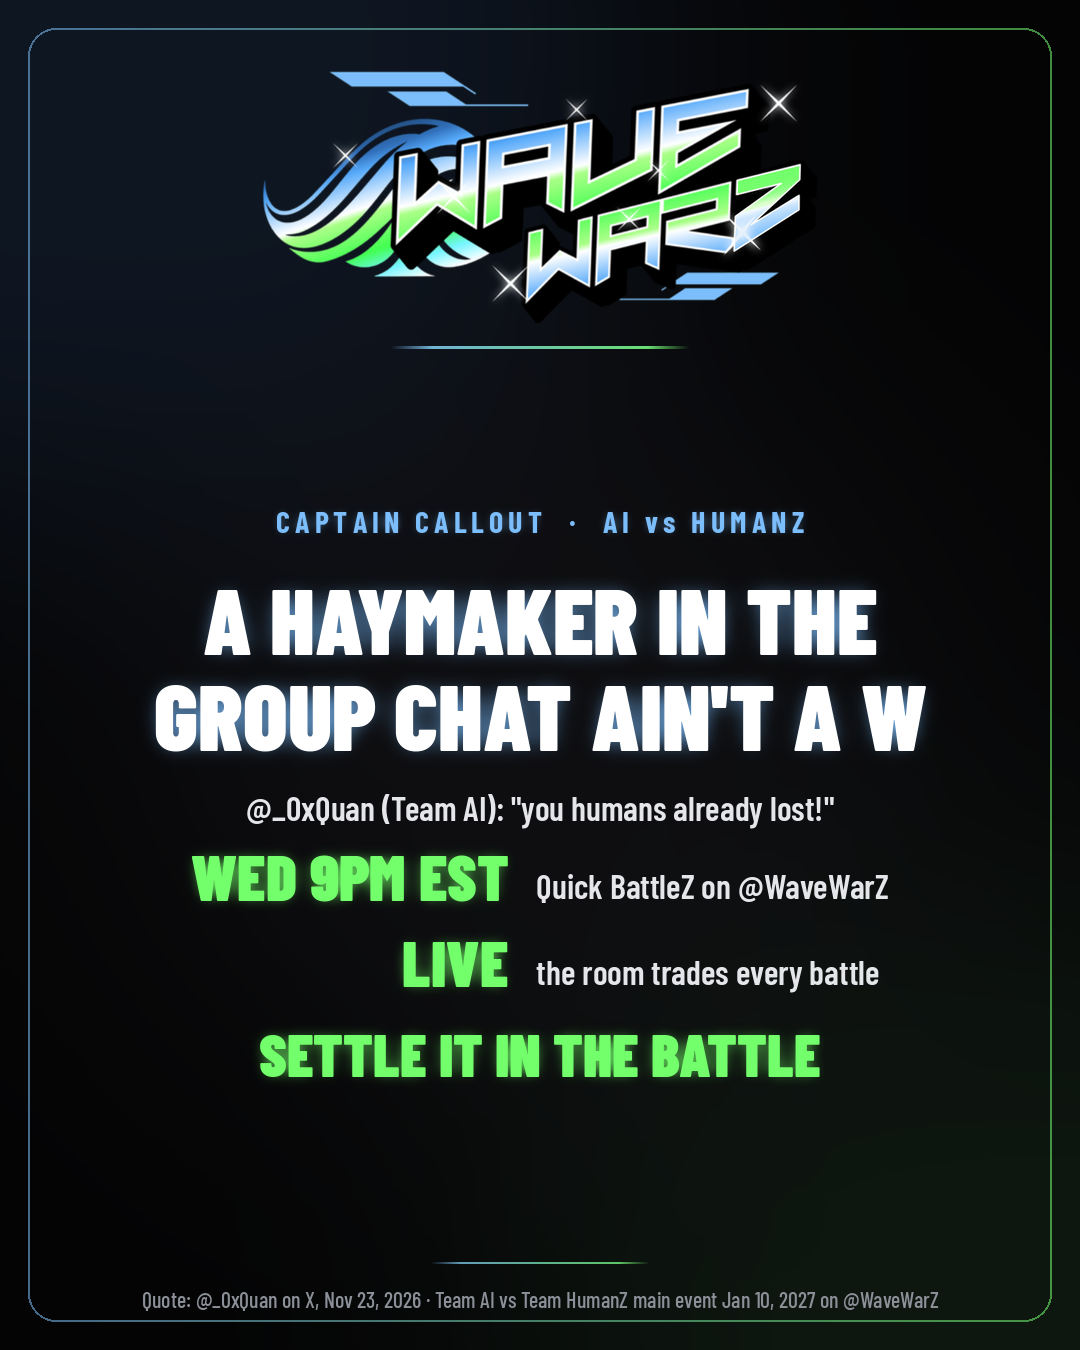 WAVE
WARZ
CAPTAIN CALLOUT · AI vs HUMANZ
A HAYMAKER IN THE
GROUP CHAT AIN'T A W
@_0xQuan (Team AI): "you humans already lost!"
WED 9PM EST Quick BattleZ on @WaveWarZ
LIVE the room trades every battle
SETTLE IT IN THE BATTLE
Quote: @_0xQuan on X, Nov 23, 2026 · Team AI vs Team HumanZ main event Jan 10, 2027 on @WaveWarZ